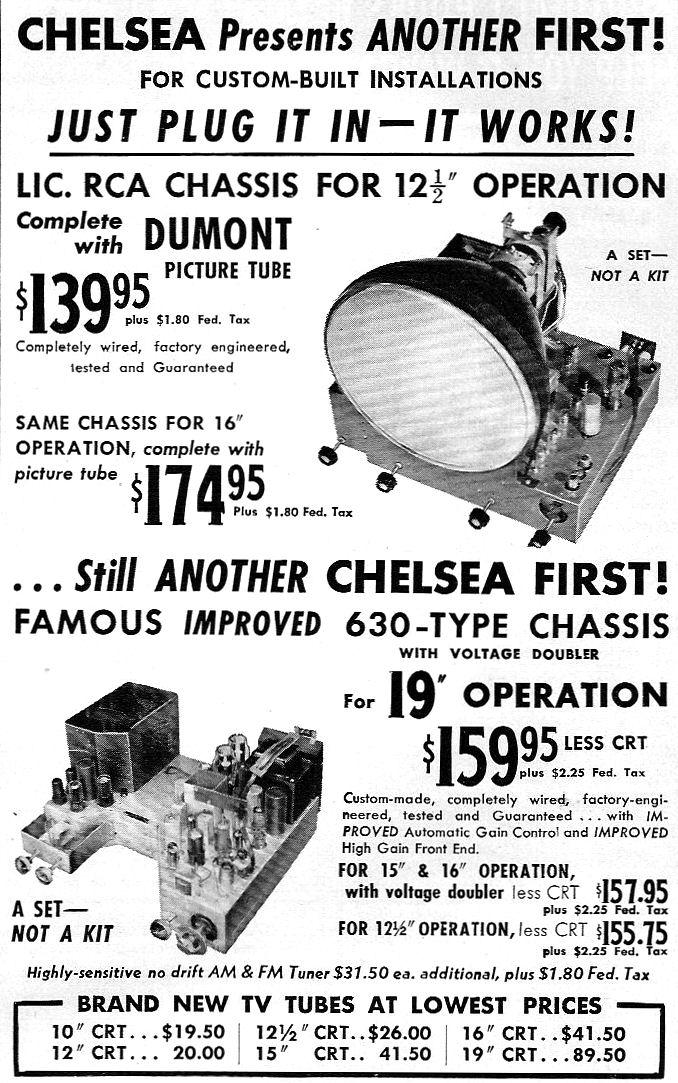 CHELSEA Presents ANOTHER FIRST!
FOR CUSTOM-BUILT INSTALLATIONS
JUST PLUG IT IN—IT WORKS!
LIC. RCA CHASSIS FOR 12½" OPERATION
Complete with DUMONT
PICTURE TUBE
$139.95
plus $1.80 Fed. Tax
Completely wired, factory engineered,
tested and Guaranteed
A SET—
NOT A KIT
SAME CHASSIS FOR 16"
OPERATION, complete with
picture tube $174.95
Plus $1.80 Fed. Tax
...Still ANOTHER CHELSEA FIRST!
FAMOUS IMPROVED 630-TYPE CHASSIS
WITH VOLTAGE DOUBLER
For 19" OPERATION
$159.95 LESS CRT
plus $2.25 Fed. Tax
Custom-made, completely wired, factory-engi-
neered, tested and Guaranteed ... with IM-
PROVED Automatic Gain Control and IMPROVED
High Gain Front End.
FOR 15" & 16" OPERATION,
with voltage doubler less CRT $157.95
plus $2.25 Fed. Tax
FOR 12½" OPERATION, less CRT $155.75
plus $2.25 Fed. Tax
A SET—
NOT A KIT
Highly-sensitive no drift AM & FM Tuner $31.50 ea. additional, plus $1.80 Fed. Tax
BRAND NEW TV TUBES AT LOWEST PRICES
10" CRT...$19.50 | 12½" CRT..$26.00 | 16" CRT..$41.50
12" CRT... 20.00 | 15" CRT.. 41.50 | 19" CRT...89.50